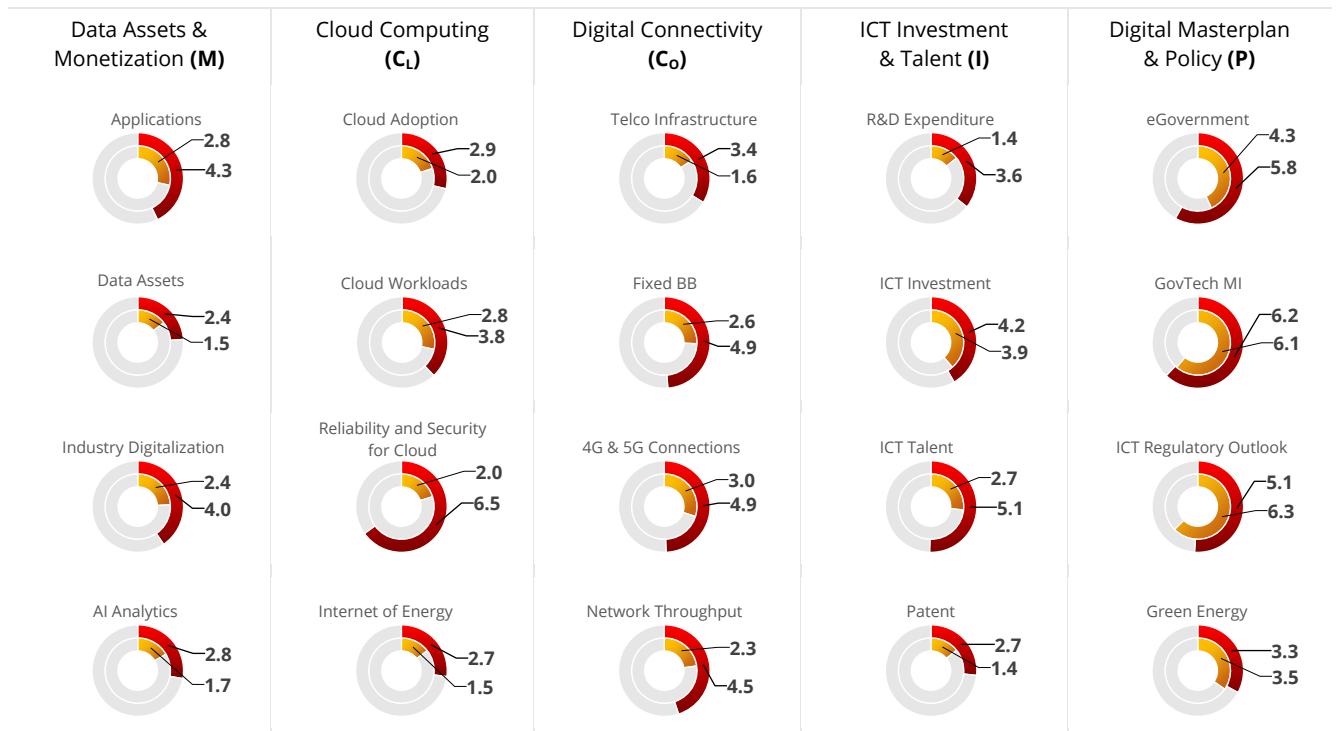 Data Assets &
Monetization (M)
Cloud Computing
(CL)
Digital Connectivity
(CO)
ICT Investment
& Talent (I)
Digital Masterplan
& Policy (P)
Applications
2.8
4.3
Cloud Adoption
2.9
2.0
Telco Infrastructure
3.4
1.6
R&D Expenditure
1.4
3.6
eGovernment
4.3
5.8
Data Assets
2.4
1.5
Cloud Workloads
2.8
3.8
Fixed BB
2.6
4.9
ICT Investment
4.2
3.9
GovTech MI
6.2
6.1
Industry Digitalization
2.4
4.0
Reliability and Security
for Cloud
2.0
6.5
4G & 5G Connections
3.0
4.9
ICT Talent
2.7
5.1
ICT Regulatory Outlook
5.1
6.3
AI Analytics
2.8
1.7
Internet of Energy
2.7
1.5
Network Throughput
2.3
4.5
Patent
2.7
1.4
Green Energy
3.3
3.5